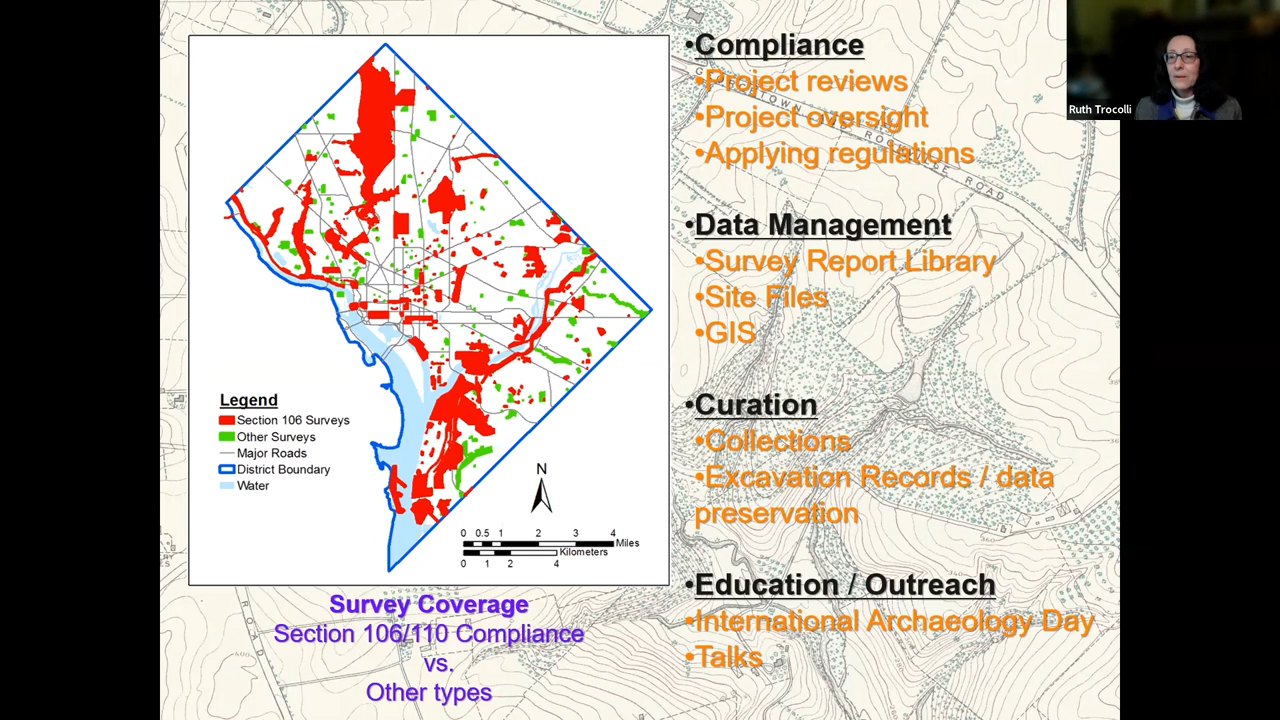 •Compliance
•Project reviews
•Project oversight
•Applying regulations
Ruth Trocolli
•Data Management
•Survey Report Library
•Site Files
•GIS
•Curation
•Collections
•Excavation Records / data
preservation
•Education / Outreach
•International Archaeology Day
•Talks
Legend
Section 106 Surveys
Other Surveys
Major Roads
District Boundary
Water
N
0 0.5 1 2 3 4
Miles
Kilometers
0 1 2 4
Survey Coverage
Section 106/110 Compliance
vs.
Other types